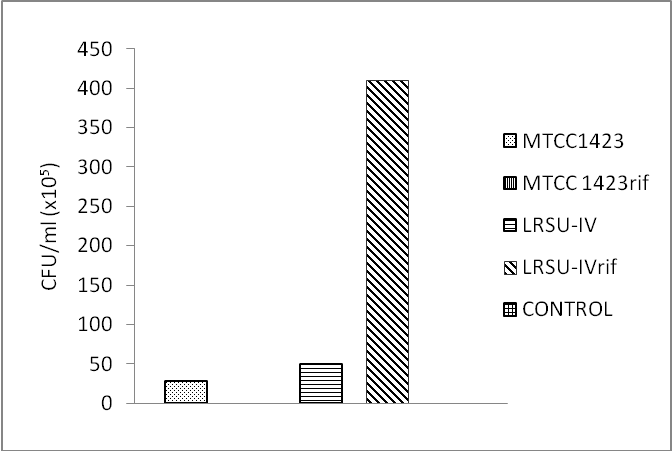 450
400
350
300
250
200
150
100
50
0
CFU/ml (x10⁵)
MTCC1423
MTCC 1423rif
LRSU-IV
LRSU-IVrif
CONTROL